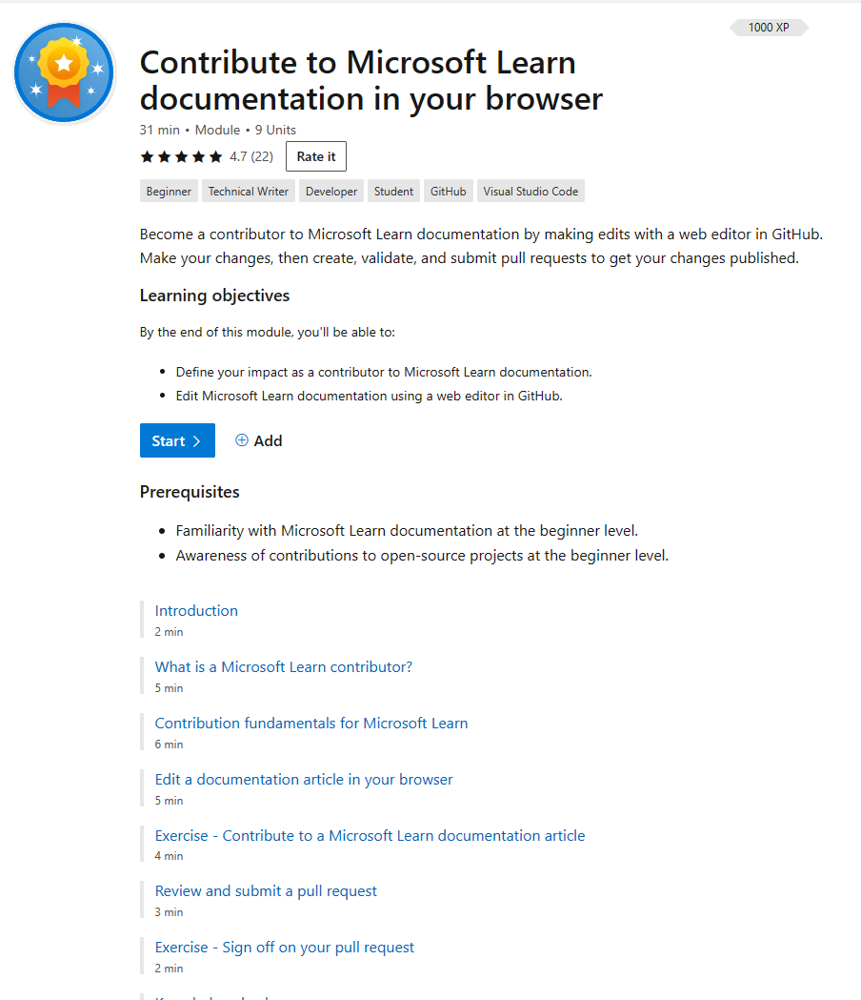 1000 XP
Contribute to Microsoft Learn
documentation in your browser
31 min • Module • 9 Units
4.7 (22) Rate it
Beginner Technical Writer Developer Student GitHub Visual Studio Code
Become a contributor to Microsoft Learn documentation by making edits with a web editor in GitHub.
Make your changes, then create, validate, and submit pull requests to get your changes published.
Learning objectives
By the end of this module, you'll be able to:
• Define your impact as a contributor to Microsoft Learn documentation.
• Edit Microsoft Learn documentation using a web editor in GitHub.
Start Add
Prerequisites
• Familiarity with Microsoft Learn documentation at the beginner level.
• Awareness of contributions to open-source projects at the beginner level.
Introduction
2 min
What is a Microsoft Learn contributor?
5 min
Contribution fundamentals for Microsoft Learn
6 min
Edit a documentation article in your browser
5 min
Exercise - Contribute to a Microsoft Learn documentation article
4 min
Review and submit a pull request
3 min
Exercise - Sign off on your pull request
2 min